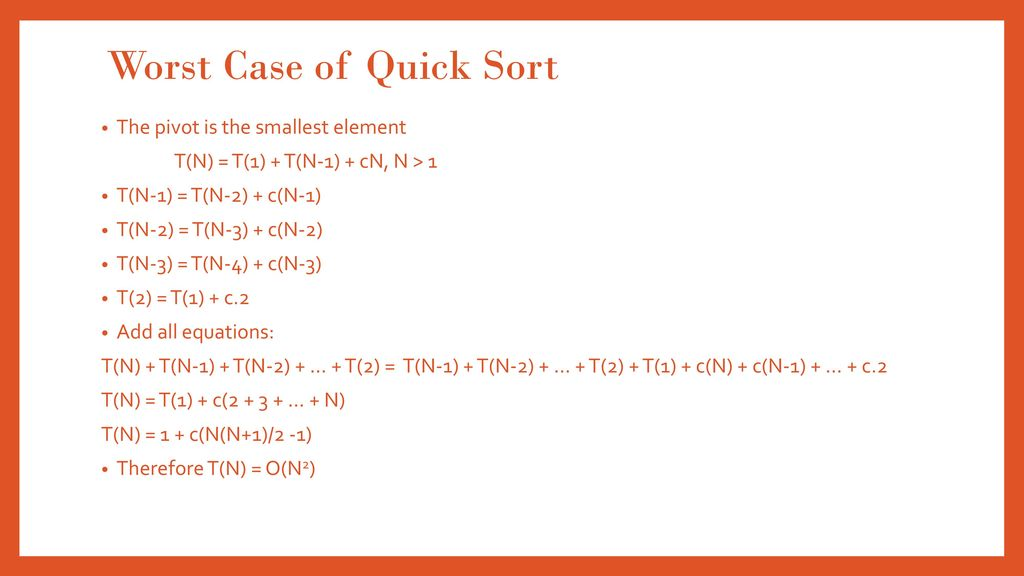 Worst Case of Quick Sort
• The pivot is the smallest element
T(N) = T(1) + T(N-1) + cN, N > 1
• T(N-1) = T(N-2) + c(N-1)
• T(N-2) = T(N-3) + c(N-2)
• T(N-3) = T(N-4) + c(N-3)
• T(2) = T(1) + c.2
• Add all equations:
T(N) + T(N-1) + T(N-2) + … + T(2) = T(N-1) + T(N-2) + … + T(2) + T(1) + c(N) + c(N-1) + … + c.2
T(N) = T(1) + c(2 + 3 + … + N)
T(N) = 1 + c(N(N+1)/2 -1)
• Therefore T(N) = O(N²)